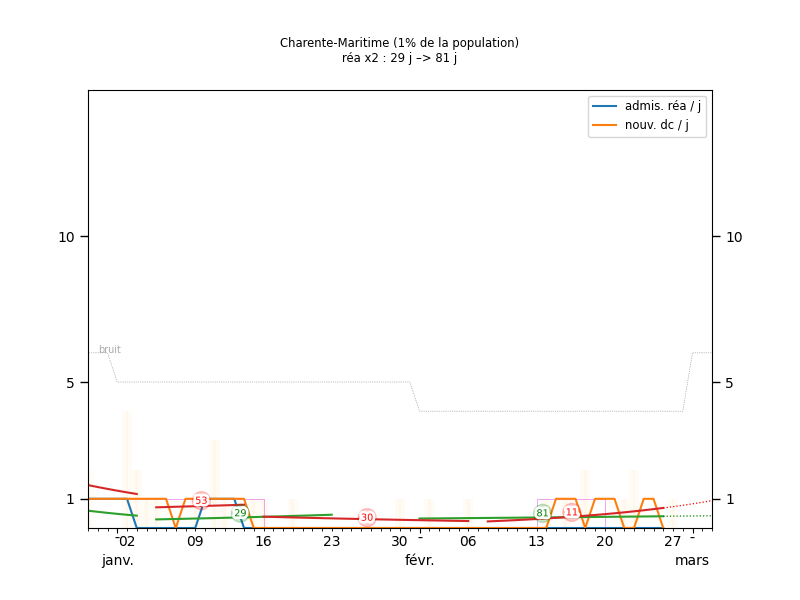 Charente-Maritime (1% de la population)
réa x2 : 29 j –> 81 j
admis. réa / j
nouv. dc / j
10
10
bruit
5
5
1
1
53
29
30
81
11
02
09
16
23
30
06
13
20
27
janv.
févr.
mars